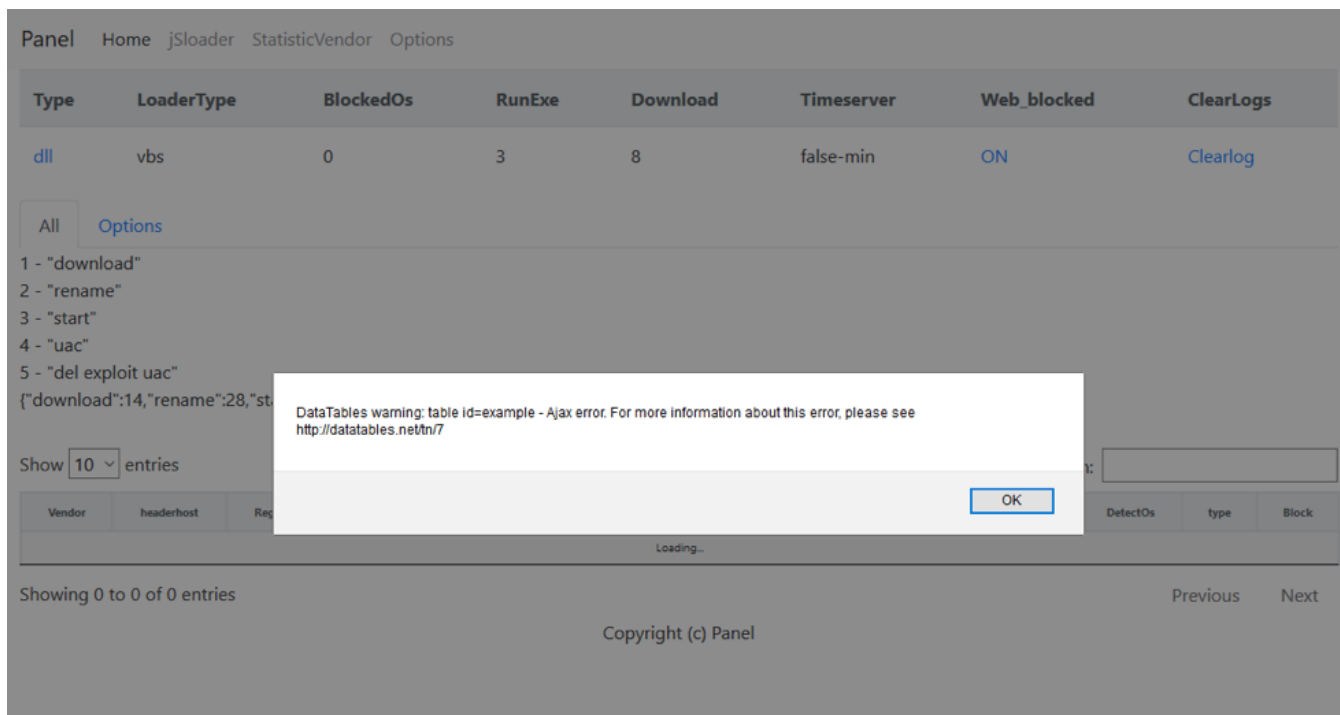 Panel Home jSloader StatisticVendor Options
Type LoaderType BlockedOs RunExe Download Timeserver Web_blocked ClearLogs
dll vbs 0 3 8 false-min ON Clearlog
All Options
1 - "download"
2 - "rename"
3 - "start"
4 - "uac"
5 - "del exploit uac"
{"download":14,"rename":28,"sta
DataTables warning: table id=example - Ajax error. For more information about this error, please see
http://datatables.net/tn/7
OK
Show 10 entries
Vendor headerhost DetectOs type Block
Loading...
Showing 0 to 0 of 0 entries Previous Next
Copyright (c) Panel